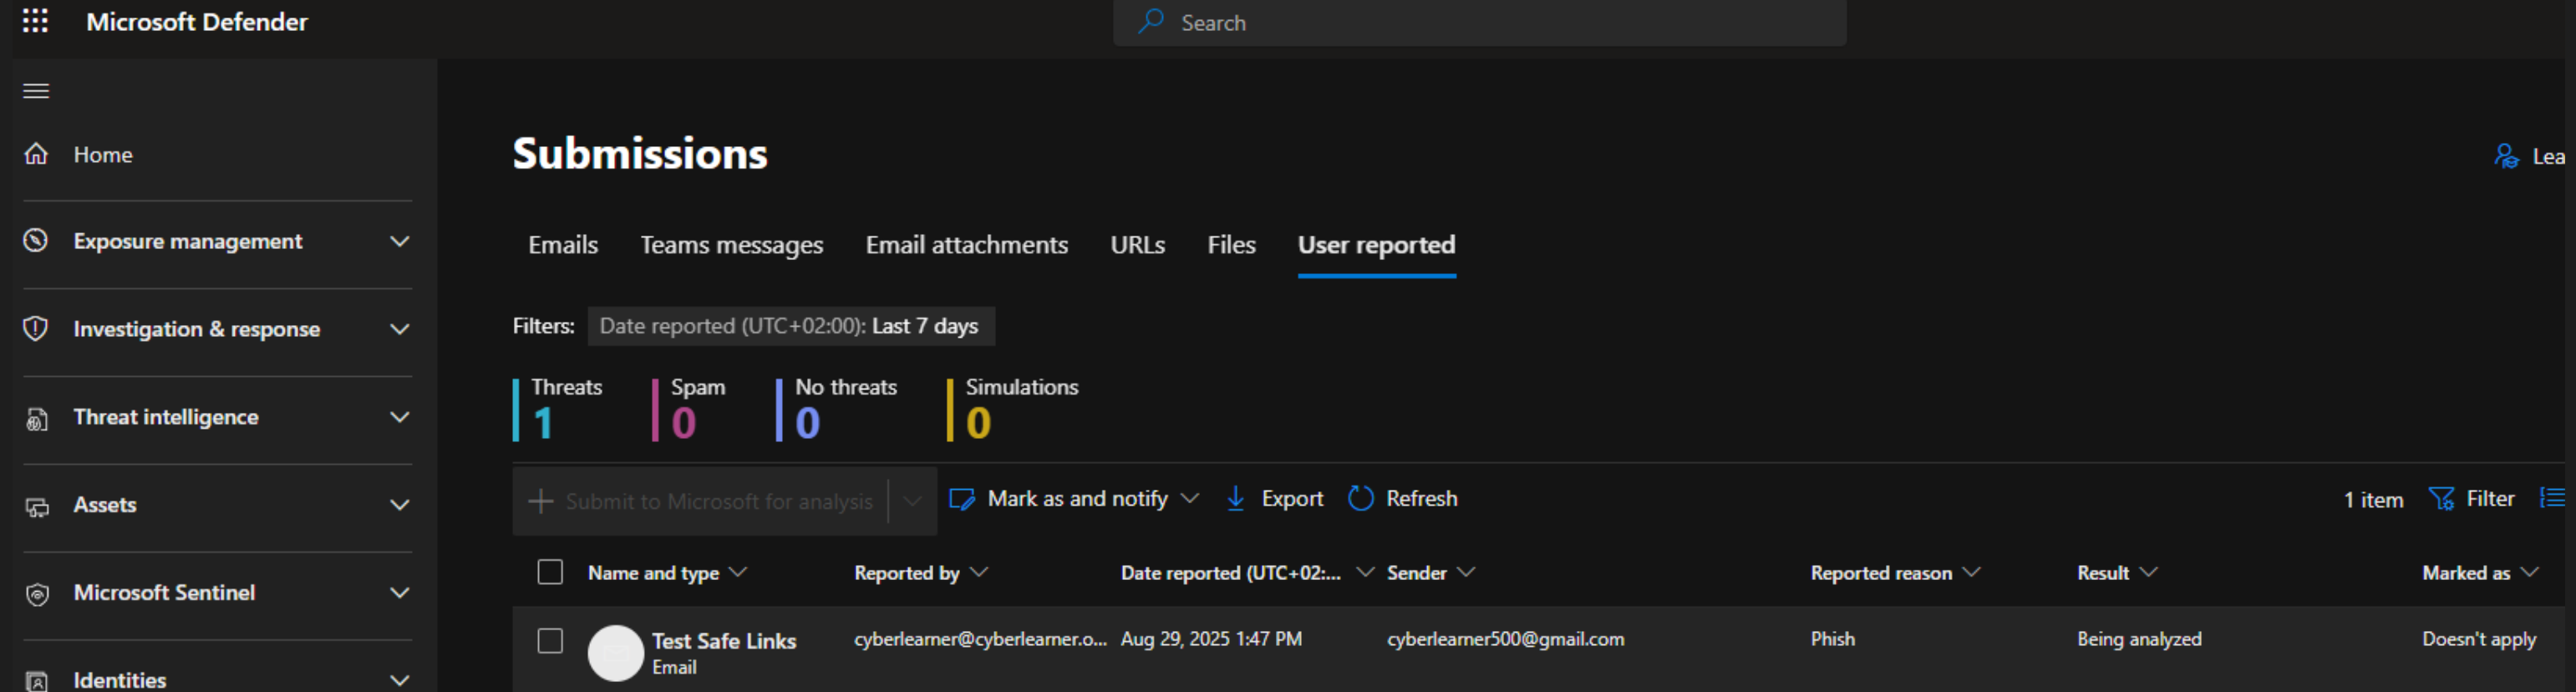 Microsoft Defender
Search
Home
Exposure management
Investigation & response
Threat intelligence
Assets
Microsoft Sentinel
Identities
Submissions
Lea
Emails Teams messages Email attachments URLs Files User reported
Filters: Date reported (UTC+02:00): Last 7 days
Threats Spam No threats Simulations
1 0 0 0
Submit to Microsoft for analysis Mark as and notify Export Refresh 1 item Filter
Name and type Reported by Date reported (UTC+02:... Sender Reported reason Result Marked as
Test Safe Links cyberlearner@cyberlearner.o... Aug 29, 2025 1:47 PM cyberlearner500@gmail.com Phish Being analyzed Doesn't apply
Email